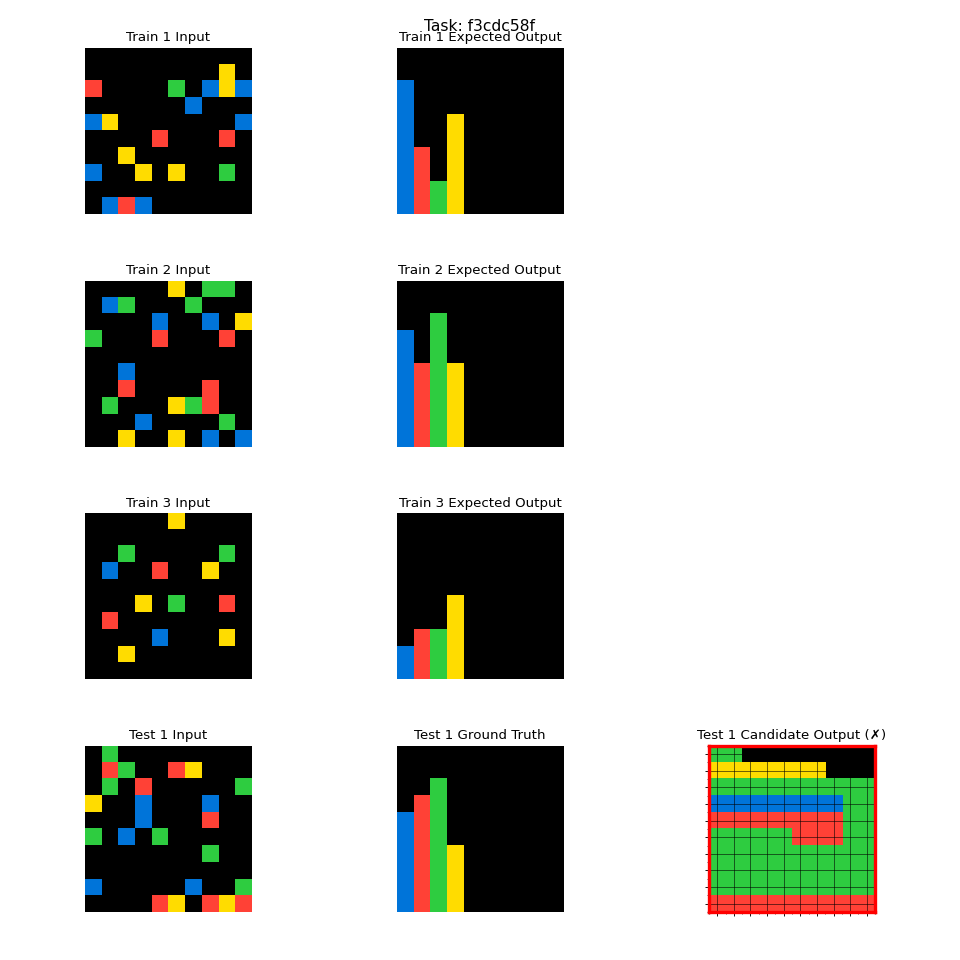 Task: f3cdc58f
Train 1 Input
Train 1 Expected Output
Train 2 Input
Train 2 Expected Output
Train 3 Input
Train 3 Expected Output
Test 1 Input
Test 1 Ground Truth
Test 1 Candidate Output (✗)